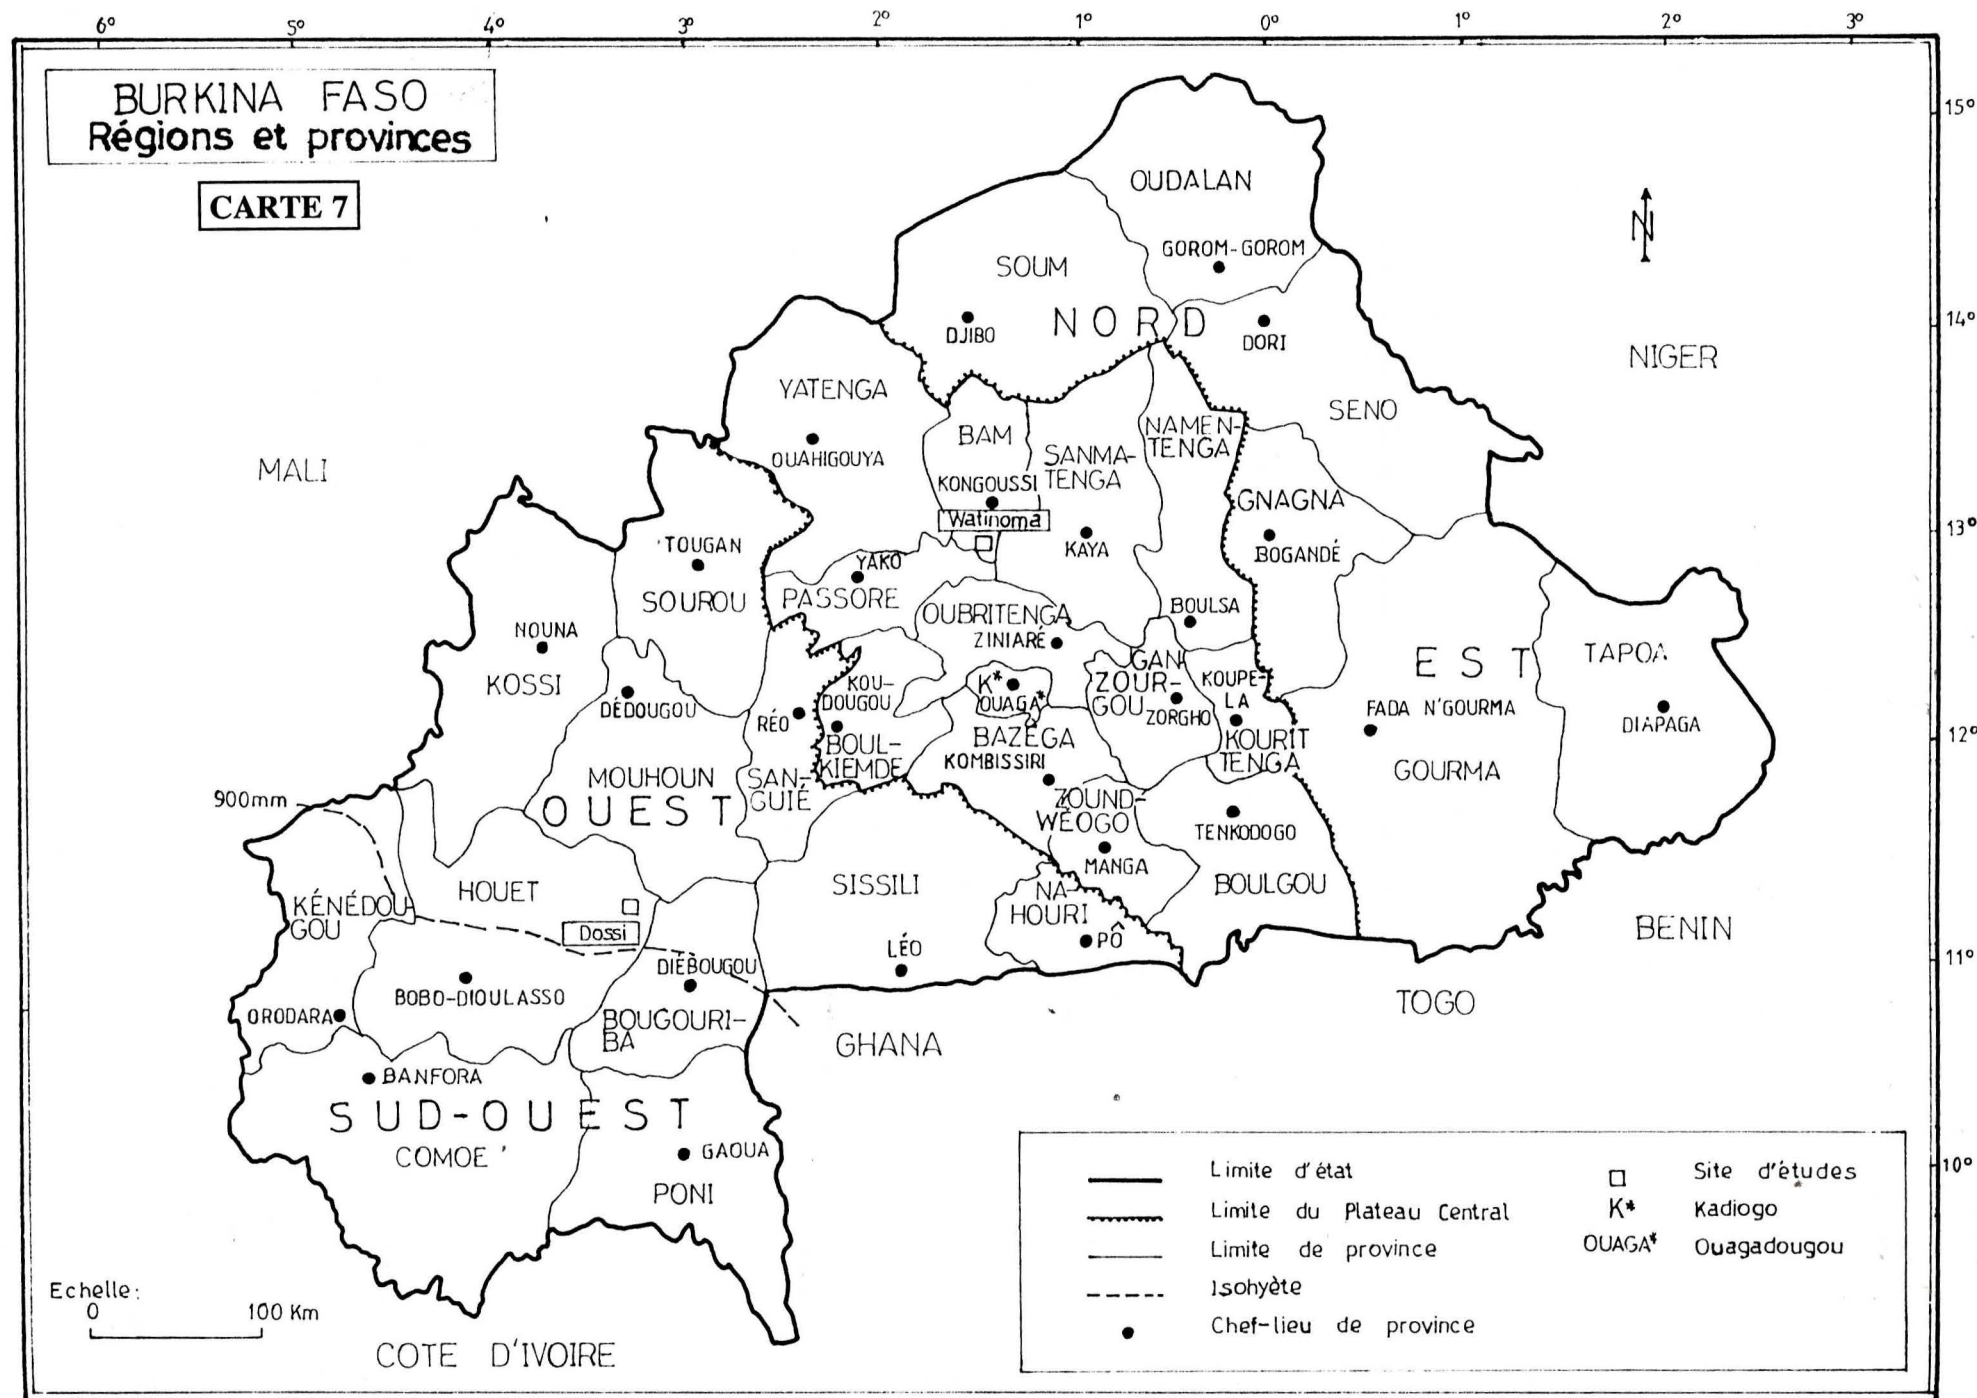 6° 5° 4° 3° 2° 1° 0° 1° 2° 3°
BURKINA FASO
Régions et provinces
CARTE 7
15°
OUDALAN
N
GOROM-GOROM
SOUM
NORD
14°
DJIBO
DORI
NIGER
YATENGA
SENO
BAM
NAMEN-
TENGA
OUAHIGOUYA
SANMA-
TENGA
MALI
KONGOUSSI
GNAGNA
Watinoma
13°
TOUGAN
KAYA
BOGANDÉ
YAKO
SOUROU
PASSORE
OUBRITENGA
BOULSA
NOUNA
ZINIARÉ
KOSSI
GAN
ZOUR-
GOU
EST
TAPOA
KOU-
DOUGOU
K*
KOUPE-
LA
DÉDOUGOU
OUAGA*
FADA N'GOURMA
RÉO
ZORGHO
DIAPAGA
12°
BOUL-
KIEMDE
BAZÉGA
KOURIT
TENGA
KOMBISSIRI
GOURMA
MOUHOUN
SAN-
GUIÉ
900mm
OUEST
ZOUND-
WÉOGO
TENKODOGO
MANGA
HOUET
SISSILI
NA-
HOURI
BOULGOU
KÉNÉDOU-
GOU
Dossi
PÔ
BENIN
LÉO
11°
DIEBOUGOU
BOBO-DIOULASSO
ORODARA
BOUGOURI-
BA
TOGO
GHANA
BANFORA
SUD-OUEST
COMOE'
GAOUA
PONI
10°
Limite d'état
Limite du Plateau Central
Limite de province
Isohyète
Chef-lieu de province
Site d'études
K* Kadiogo
OUAGA* Ouagadougou
Echelle:
0 100 Km
COTE D'IVOIRE